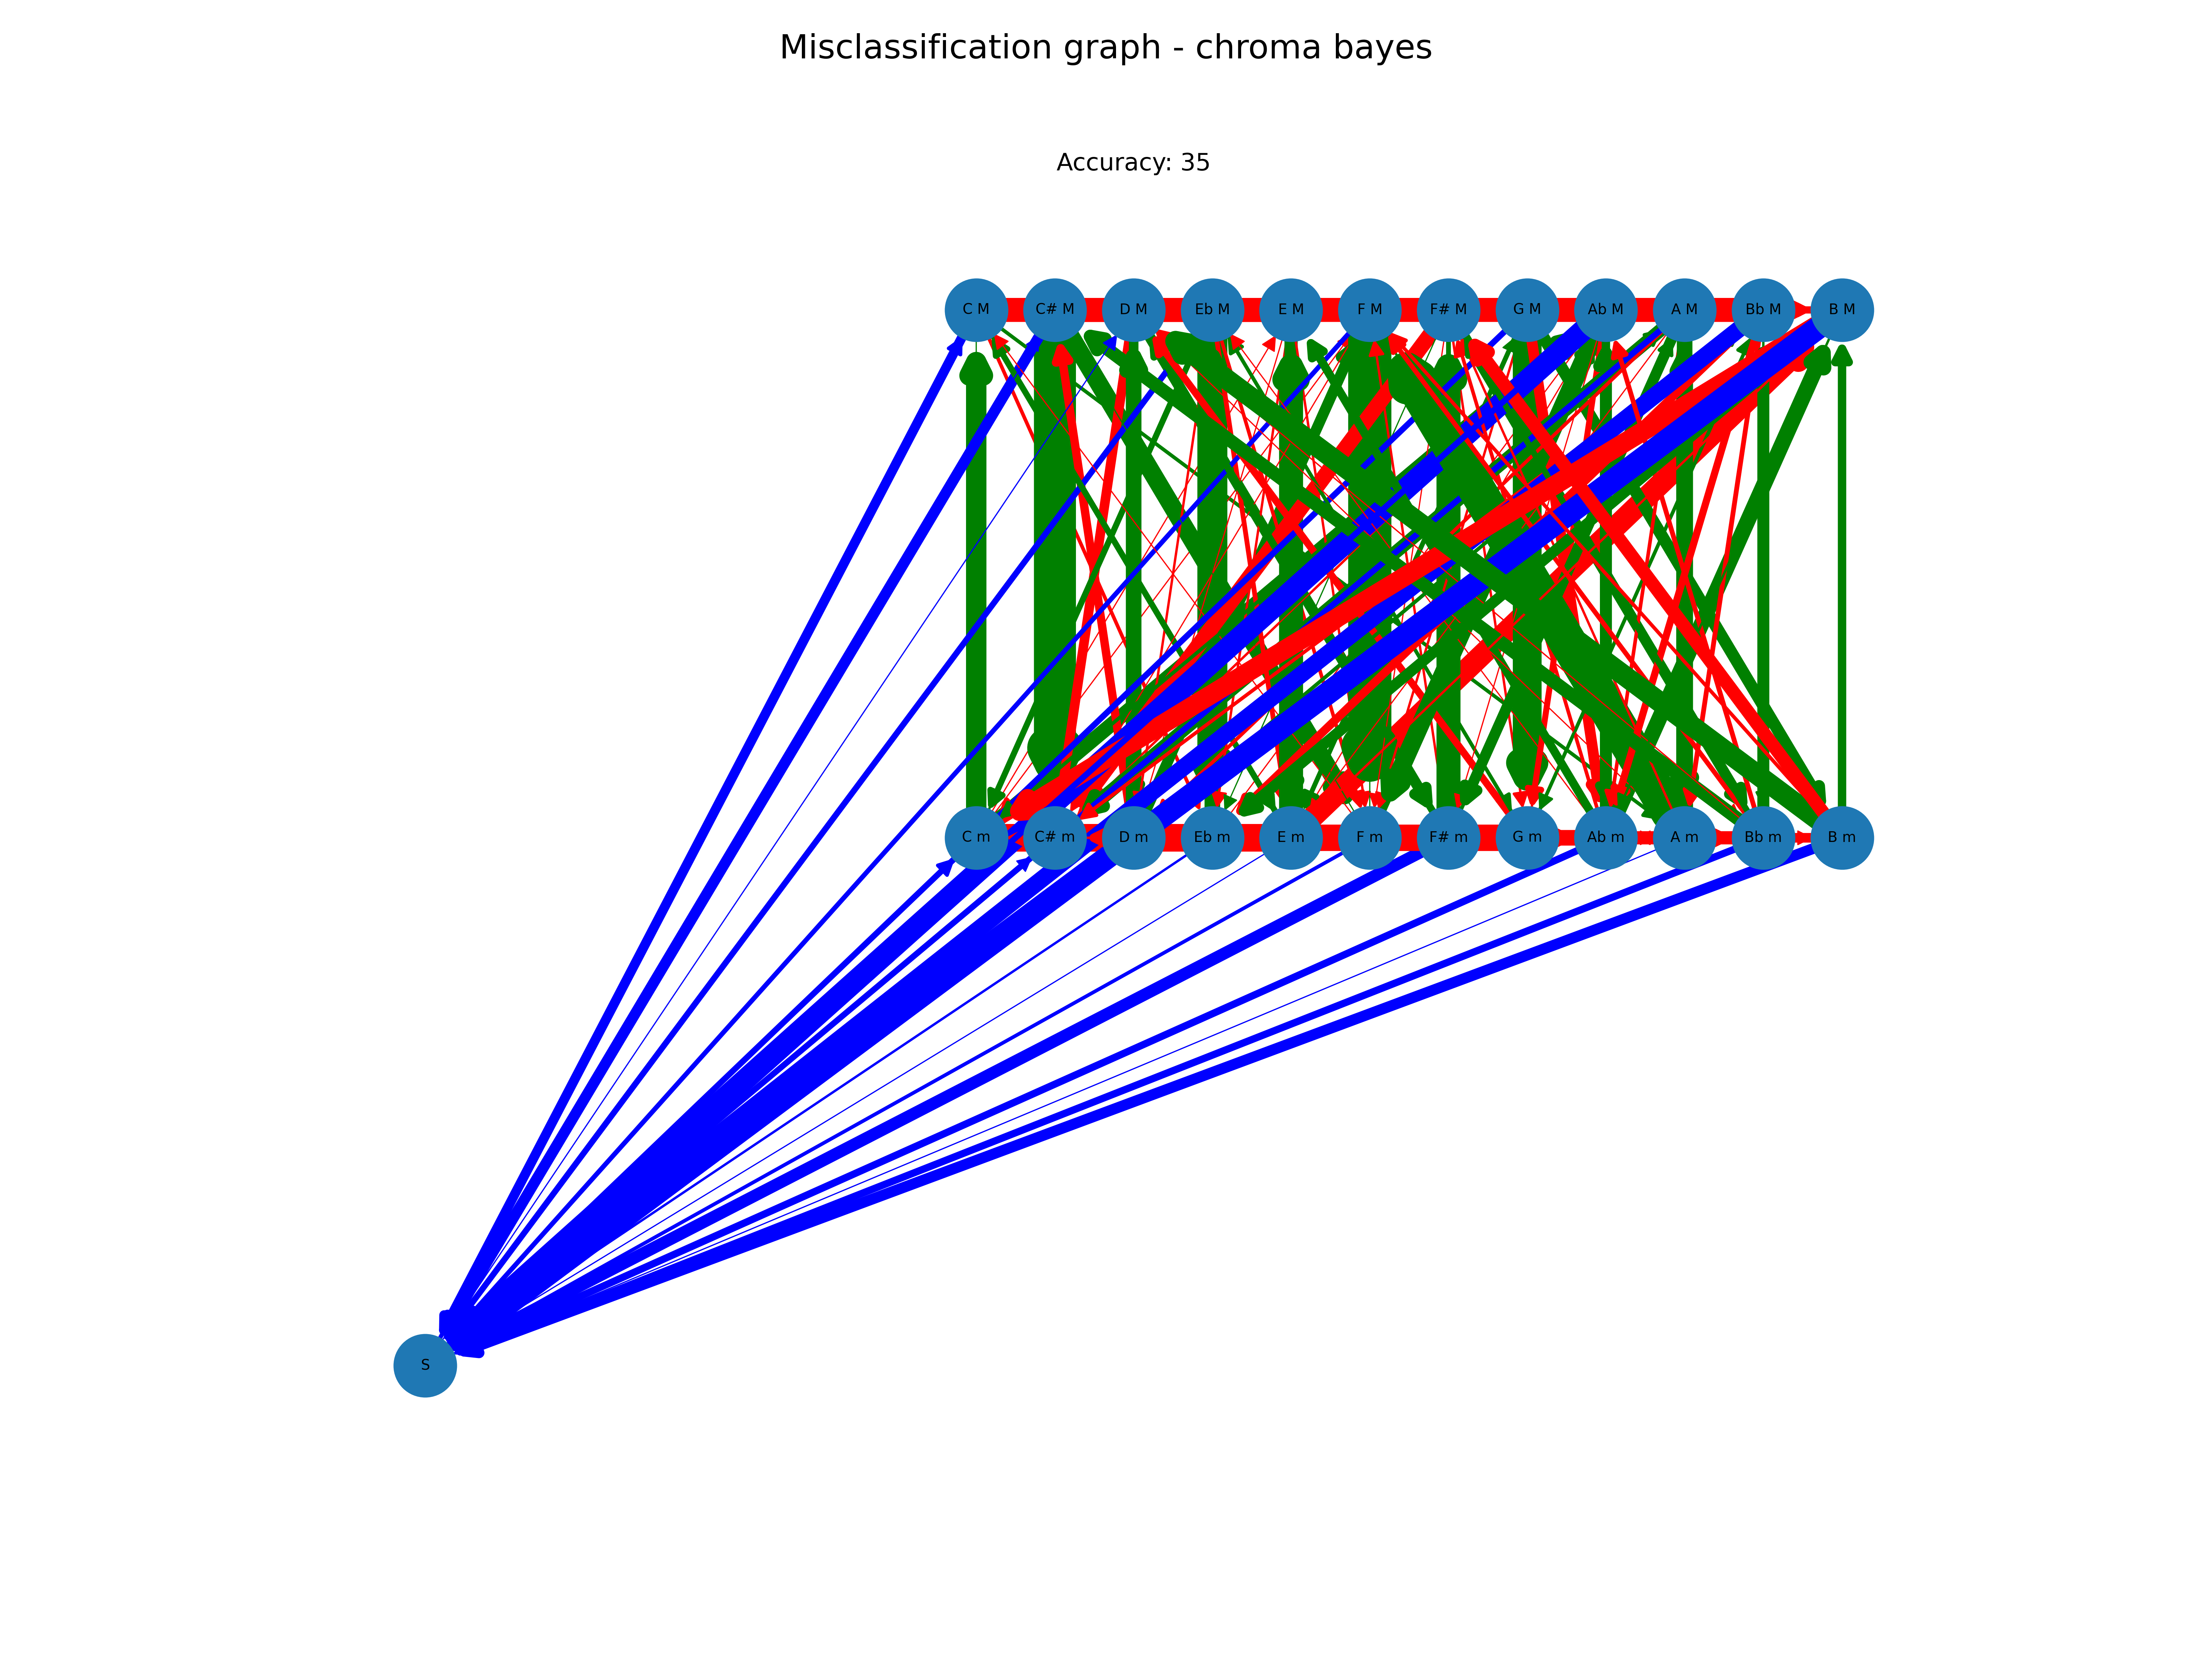 Misclassification graph - chroma bayes
Accuracy: 35
C M C# M D M Eb M E M F M F# M G M Ab M A M Bb M B M
C m C# m D m Eb m E m F m F# m G m Ab m A m Bb m B m
S